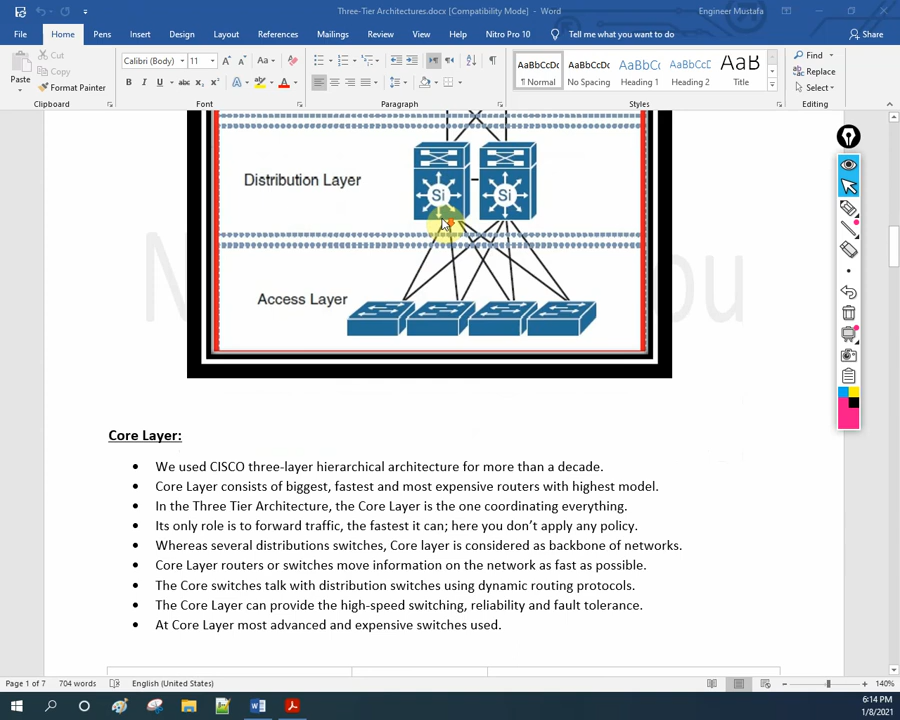 Three-Tier Architectures.docx [Compatibility Mode] - Word
Engineer Mustafa
File Home Pens Insert Design Layout References Mailings Review View Help Nitro Pro 10 Tell me what you want to do Share
Paste
Cut
Copy
Format Painter
Clipboard
Calibri (Body) 11
Font
Paragraph
AaBbCcDc AaBbCcDc AaBbCc AaBbCcC AaB
¶ Normal No Spacing Heading 1 Heading 2 Title
Styles
Find
Replace
Select
Editing
Distribution Layer
Si Si
Access Layer
Core Layer:
• We used CISCO three-layer hierarchical architecture for more than a decade.
• Core Layer consists of biggest, fastest and most expensive routers with highest model.
• In the Three Tier Architecture, the Core Layer is the one coordinating everything.
• Its only role is to forward traffic, the fastest it can; here you don’t apply any policy.
• Whereas several distributions switches, Core layer is considered as backbone of networks.
• Core Layer routers or switches move information on the network as fast as possible.
• The Core switches talk with distribution switches using dynamic routing protocols.
• The Core Layer can provide the high-speed switching, reliability and fault tolerance.
• At Core Layer most advanced and expensive switches used.
Page 1 of 7 704 words English (United States) 140%
6:14 PM
1/8/2021